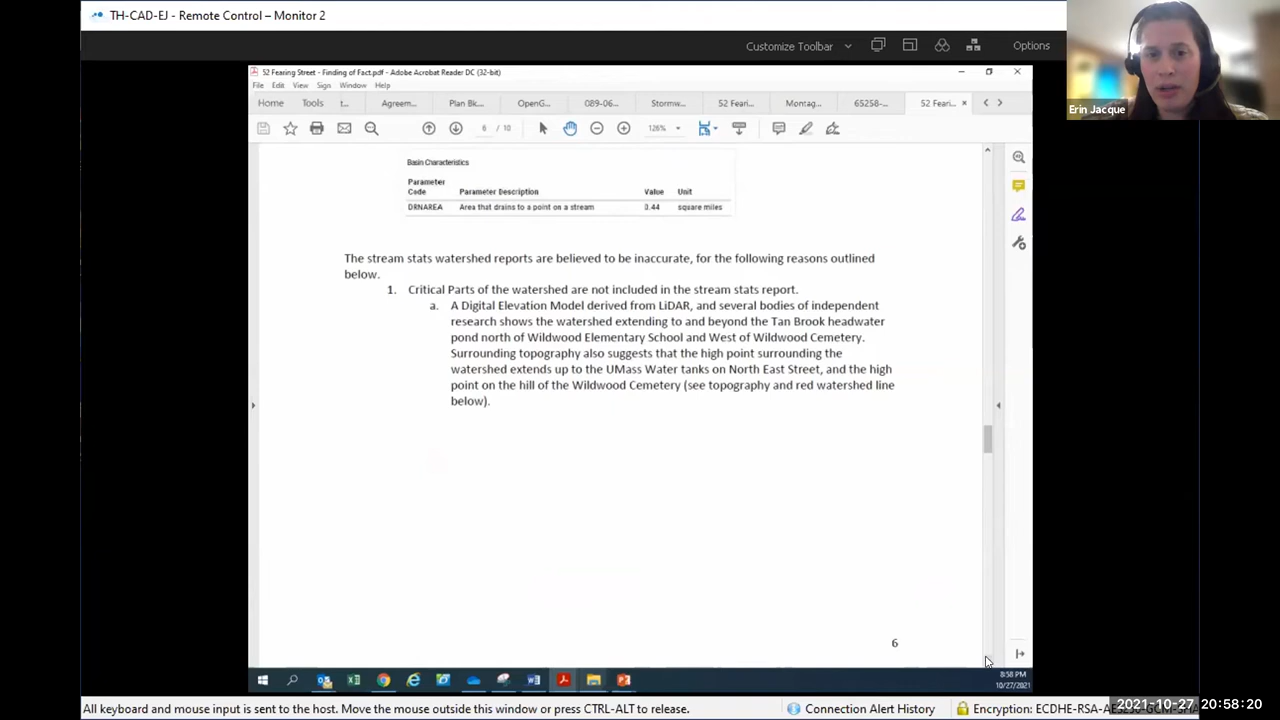 TH-CAD-EJ - Remote Control – Monitor 2
Customize Toolbar
Options
Erin Jacque
52 Fearing Street - Finding of Fact.pdf - Adobe Acrobat Reader DC (32-bit)
File Edit View Sign Window Help
Home Tools t... Agreem... Plan Bk... OpenG... 089-06... Stormw... 52 Feari... Montag... 65258-... 52 Feari... ×
6 / 10 126%
Basin Characteristics
Parameter
Code Parameter Description Value Unit
DRNAREA Area that drains to a point on a stream 0.44 square miles
The stream stats watershed reports are believed to be inaccurate, for the following reasons outlined
below.
1. Critical Parts of the watershed are not included in the stream stats report.
a. A Digital Elevation Model derived from LiDAR, and several bodies of independent
research shows the watershed extending to and beyond the Tan Brook headwater
pond north of Wildwood Elementary School and West of Wildwood Cemetery.
Surrounding topography also suggests that the high point surrounding the
watershed extends up to the UMass Water tanks on North East Street, and the high
point on the hill of the Wildwood Cemetery (see topography and red watershed line
below).
6
8:58 PM
10/27/2021
All keyboard and mouse input is sent to the host. Move the mouse outside this window or press CTRL-ALT to release.
Connection Alert History
Encryption: ECDHE-RSA-AES256-GCM-SHA
2021-10-27 20:58:20